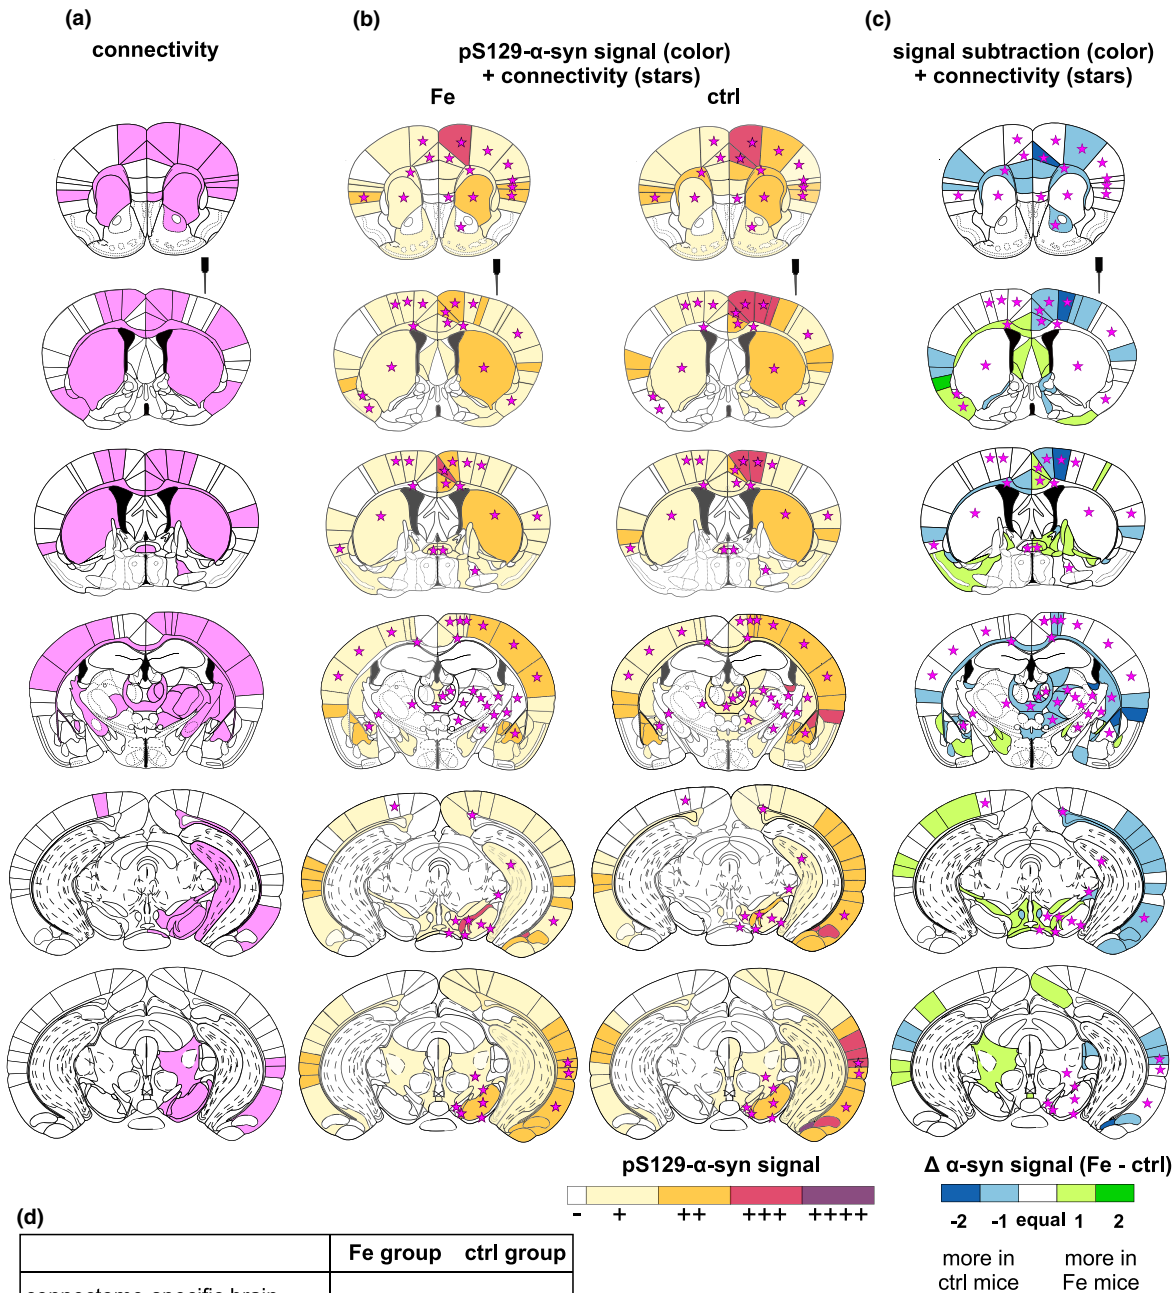 (a)
connectivity
(b)
pS129-α-syn signal (color)
+ connectivity (stars)
Fe
ctrl
(c)
signal subtraction (color)
+ connectivity (stars)
pS129-α-syn signal
- + ++ +++ ++++
Δ α-syn signal (Fe - ctrl)
-2 -1 equal 1 2
more in
ctrl mice
more in
Fe mice
(d)
Fe group ctrl group